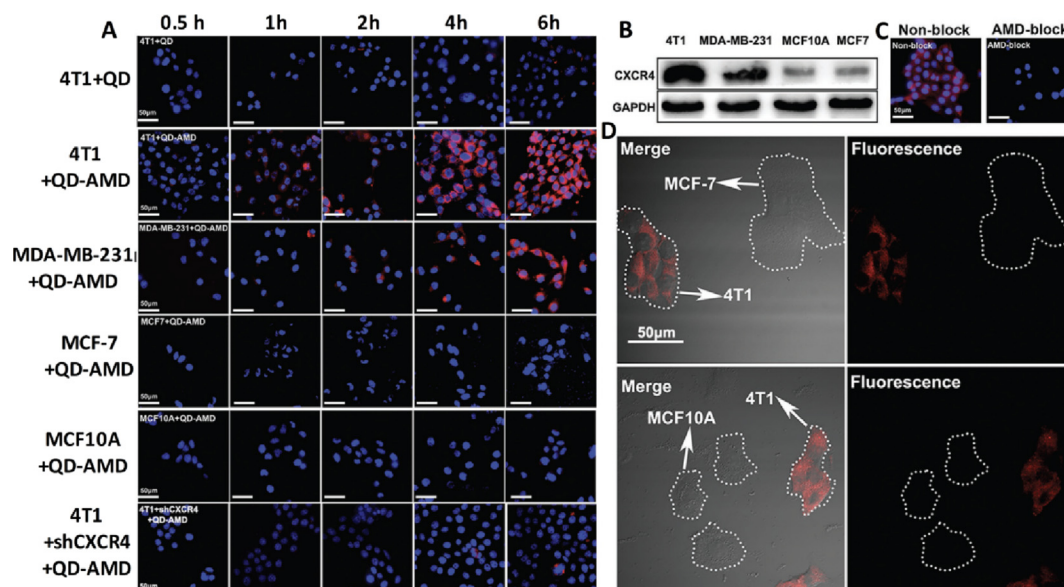 A 0.5 h 1h 2h 4h 6h
4T1+QD
4T1+QD
50μm
4T1
+QD-AMD
4T1+QD-AMD
50μm
MDA-MB-231
+QD-AMD
MDA-MB-231+QD-AMD
50μm
MCF-7
+QD-AMD
MCF7+QD-AMD
50μm
MCF10A
+QD-AMD
MCF10A+QD-AMD
50μm
4T1
+shCXCR4
+QD-AMD
4T1+shCXCR4
+QD-AMD
50μm
B
4T1 MDA-MB-231 MCF10A MCF7
CXCR4
GAPDH
C Non-block AMD-block
Non-block AMD-block
50μm
D
Merge Fluorescence
MCF-7
4T1
50μm
Merge Fluorescence
4T1
MCF10A